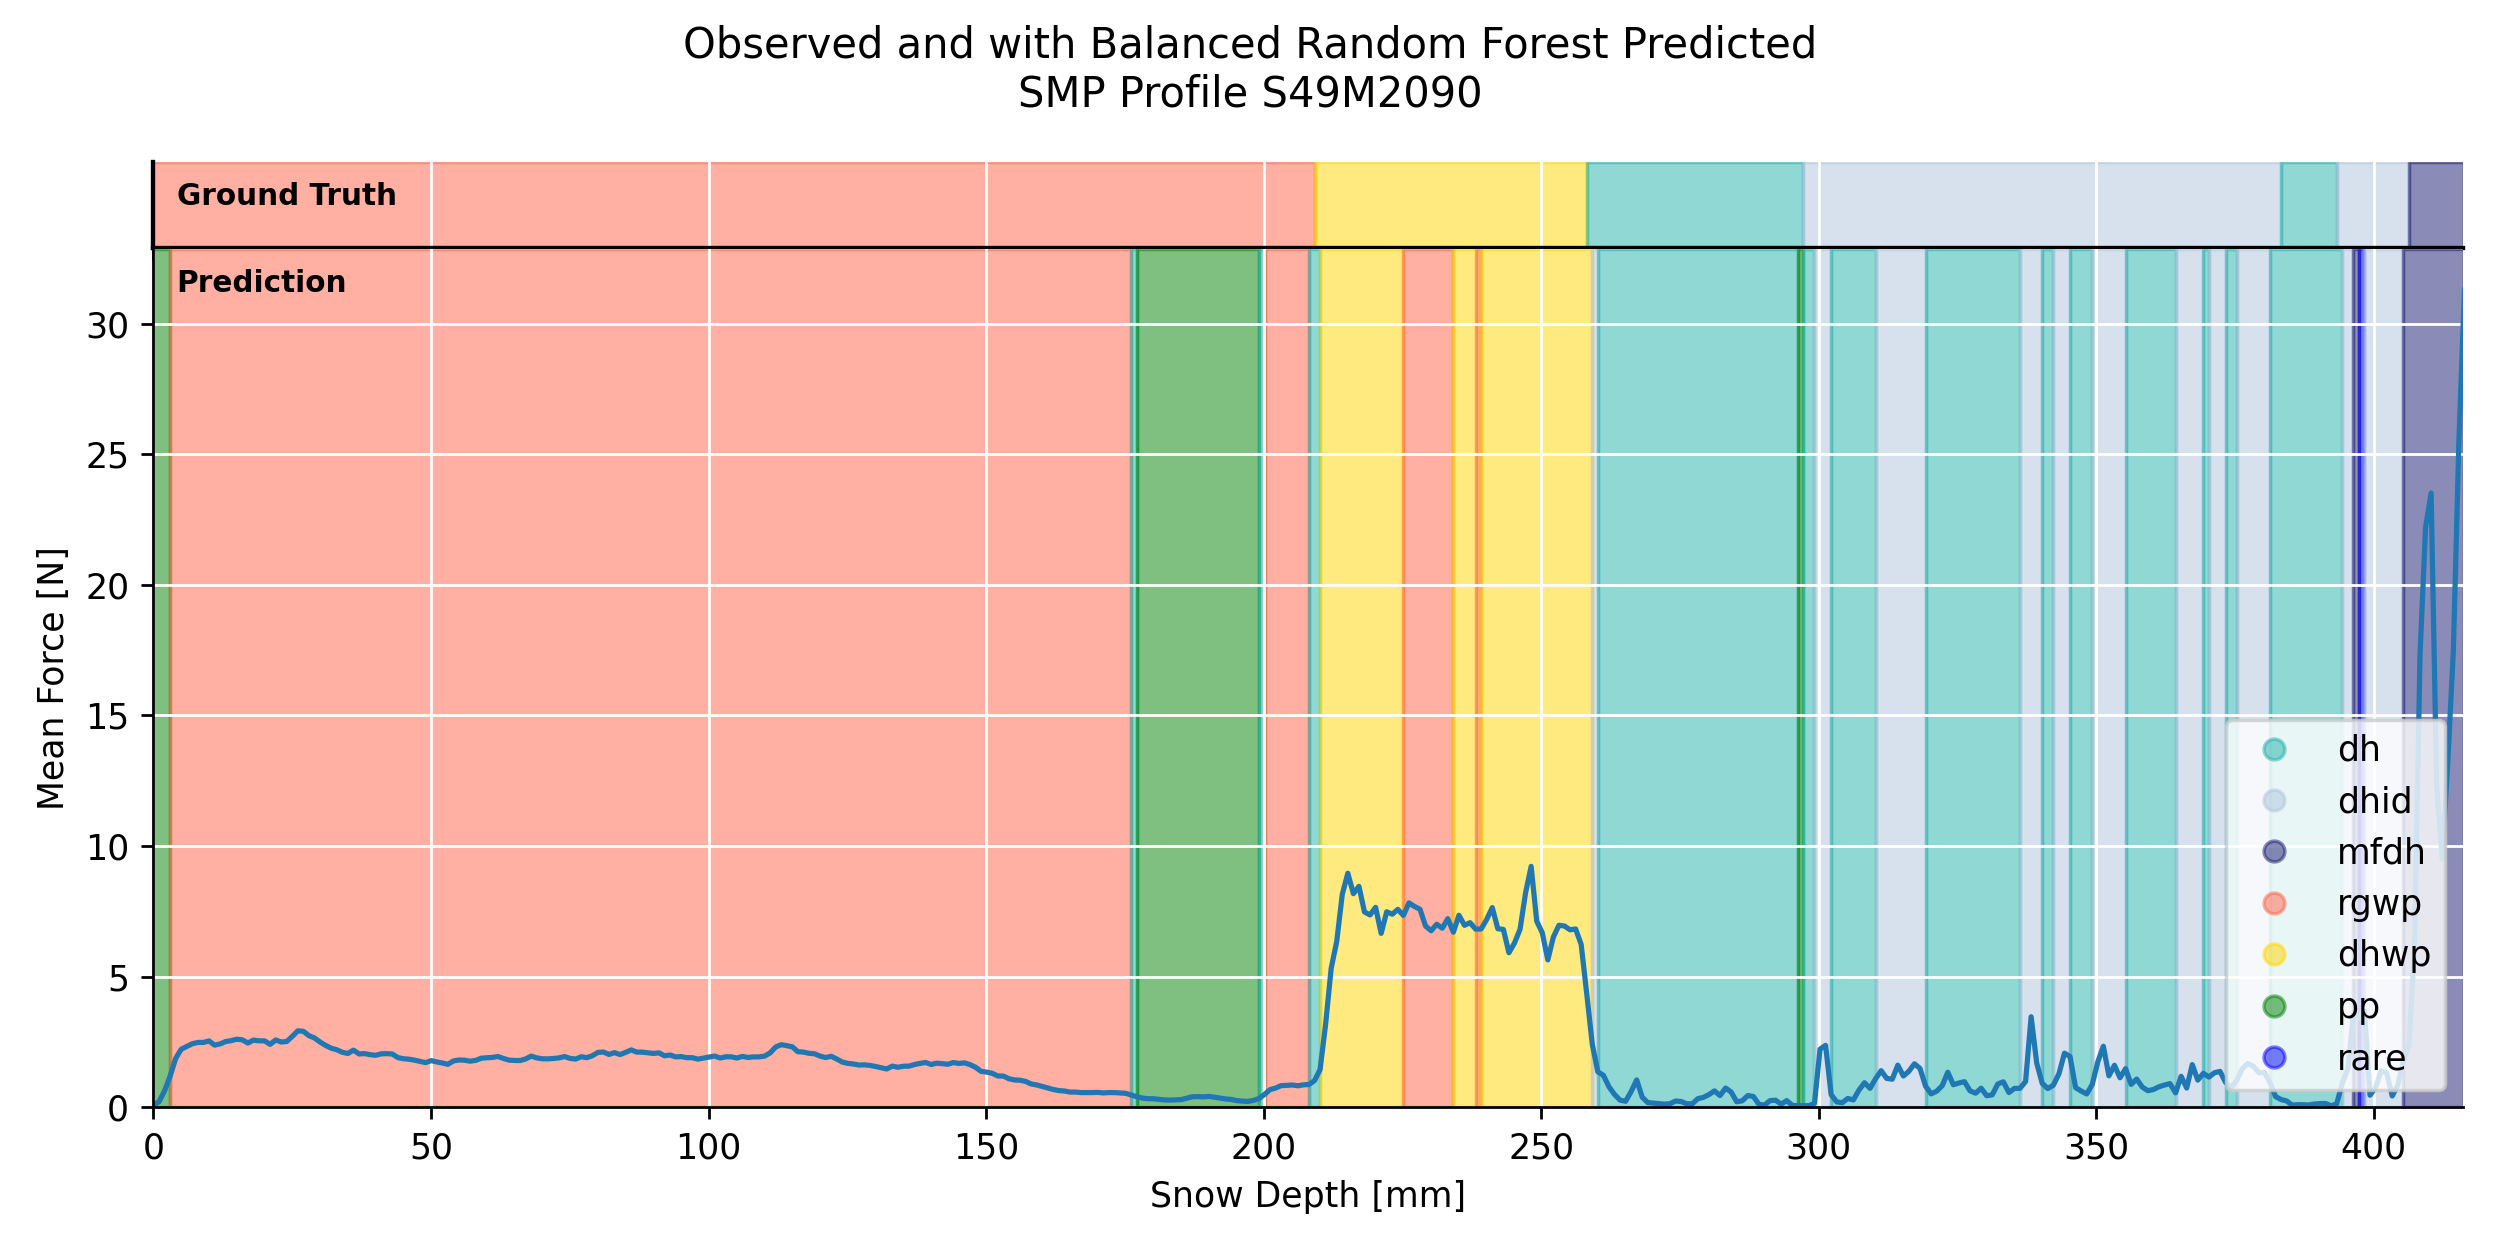 Observed and with Balanced Random Forest Predicted
SMP Profile S49M2090
Ground Truth
Prediction
30
25
20
15
10
5
0
Mean Force [N]
dh
dhid
mfdh
rgwp
dhwp
pp
rare
0 50 100 150 200 250 300 350 400
Snow Depth [mm]